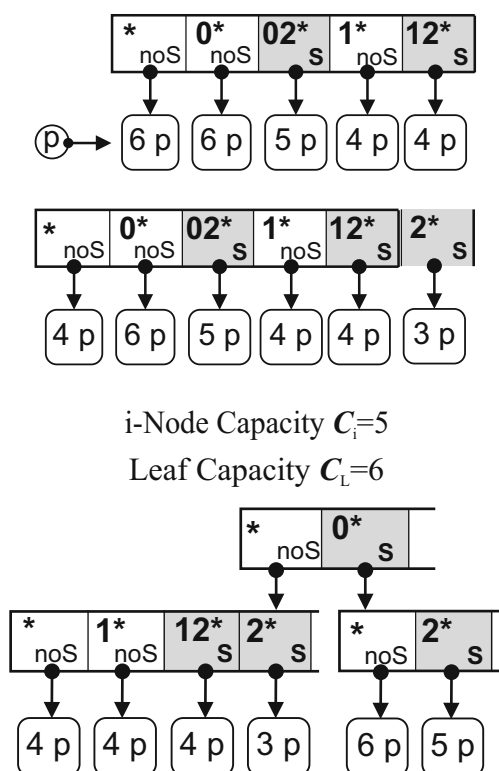 * 0* 02* 1* 12*
noS noS S noS S
p 6 p 6 p 5 p 4 p 4 p
* 0* 02* 1* 12* 2*
noS noS S noS S S
4 p 6 p 5 p 4 p 4 p 3 p
i-Node Capacity Ci=5
Leaf Capacity CL=6
* 0*
noS S
* 1* 12* 2* * 2*
noS noS S S noS S
4 p 4 p 4 p 3 p 6 p 5 p